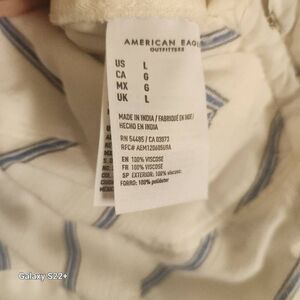 AMERICAN EAGLE
OUTFITTERS
US L
CA G
MX G
UK L
MADE IN INDIA / FABRIQUÉ EN INDE /
HECHO EN INDIA
RN 54485 / CA 03973
EN 100% VISCOSE
FR 100% VISCOSE
SP EXTERIOR: 100% viscosa.
FORRO: 100% poliéster
Galaxy S22+